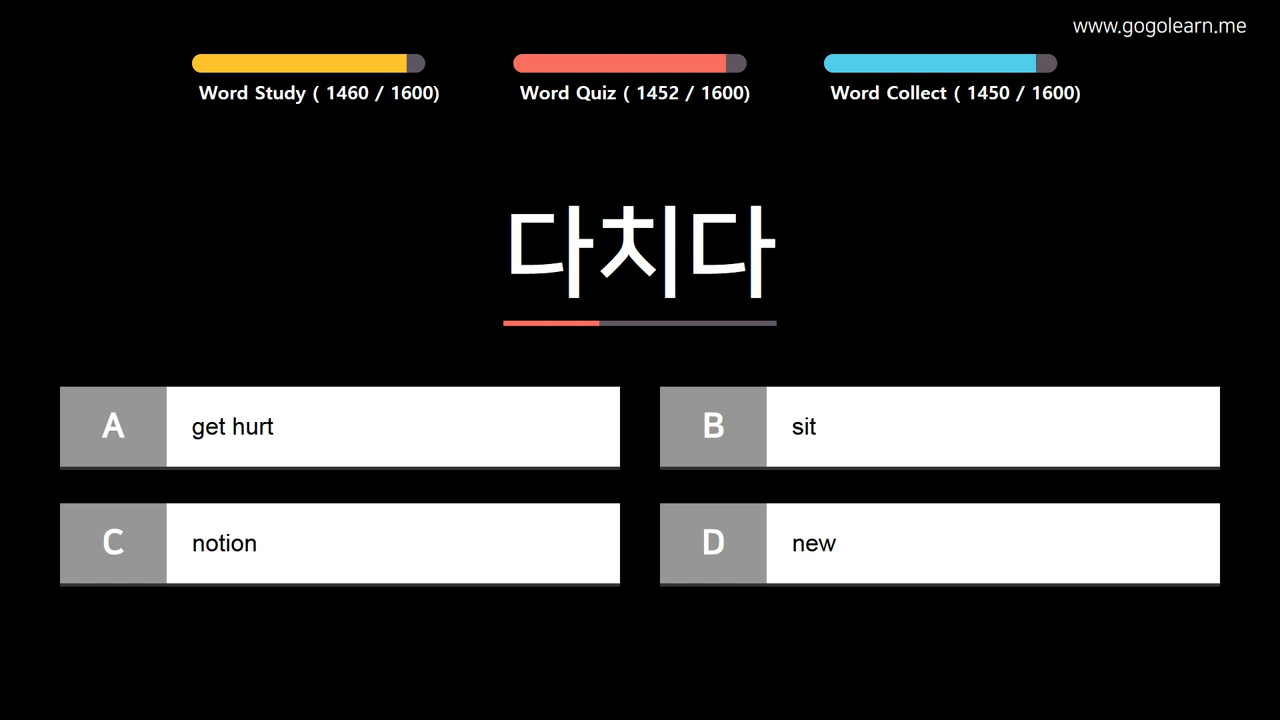 www.gogolearn.me
Word Study ( 1460 / 1600)
Word Quiz ( 1452 / 1600)
Word Collect ( 1450 / 1600)
다치다
A get hurt
B sit
C notion
D new